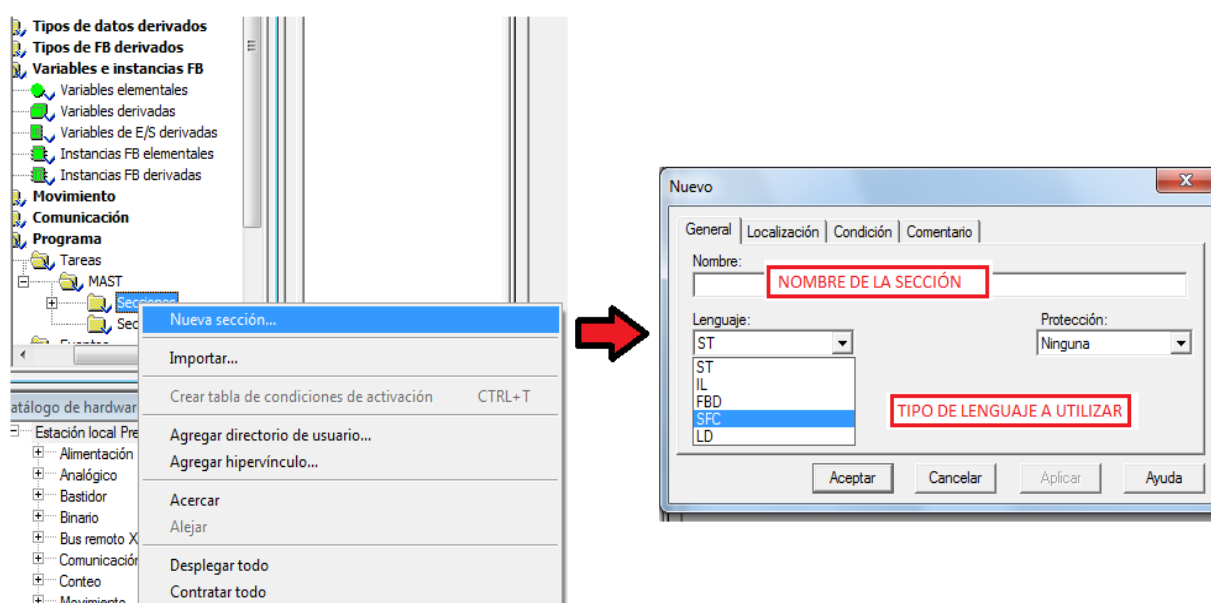 Tipos de datos derivados
Tipos de FB derivados
Variables e instancias FB
Variables elementales
Variables derivadas
Variables de E/S derivadas
Instancias FB elementales
Instancias FB derivadas
Movimiento
Comunicación
Programa
Tareas
MAST
Secciones
Sec
Eventos
atálogo de hardwar
Estación local Pre
Alimentación
Analógico
Bastidor
Binario
Bus remoto X
Comunicación
Conteo
Movimiento
Nueva sección...
Importar...
Crear tabla de condiciones de activación CTRL+T
Agregar directorio de usuario...
Agregar hipervínculo...
Acercar
Alejar
Desplegar todo
Contratar todo
Nuevo
General Localización Condición Comentario
Nombre:
NOMBRE DE LA SECCIÓN
Lenguaje: Protección:
ST Ninguna
ST
IL
FBD
SFC
LD
TIPO DE LENGUAJE A UTILIZAR
Aceptar Cancelar Aplicar Ayuda